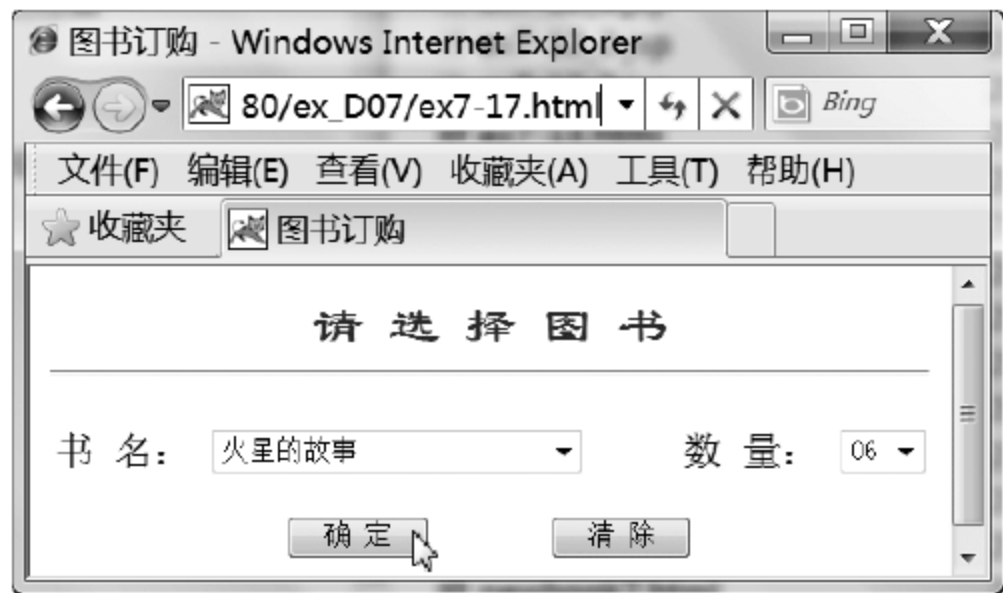 图书订购 - Windows Internet Explorer
80/ex_D07/ex7-17.html
Bing
文件(F) 编辑(E) 查看(V) 收藏夹(A) 工具(T) 帮助(H)
收藏夹 图书订购
请 选 择 图 书
书 名： 火星的故事 数 量： 06
确 定 清 除